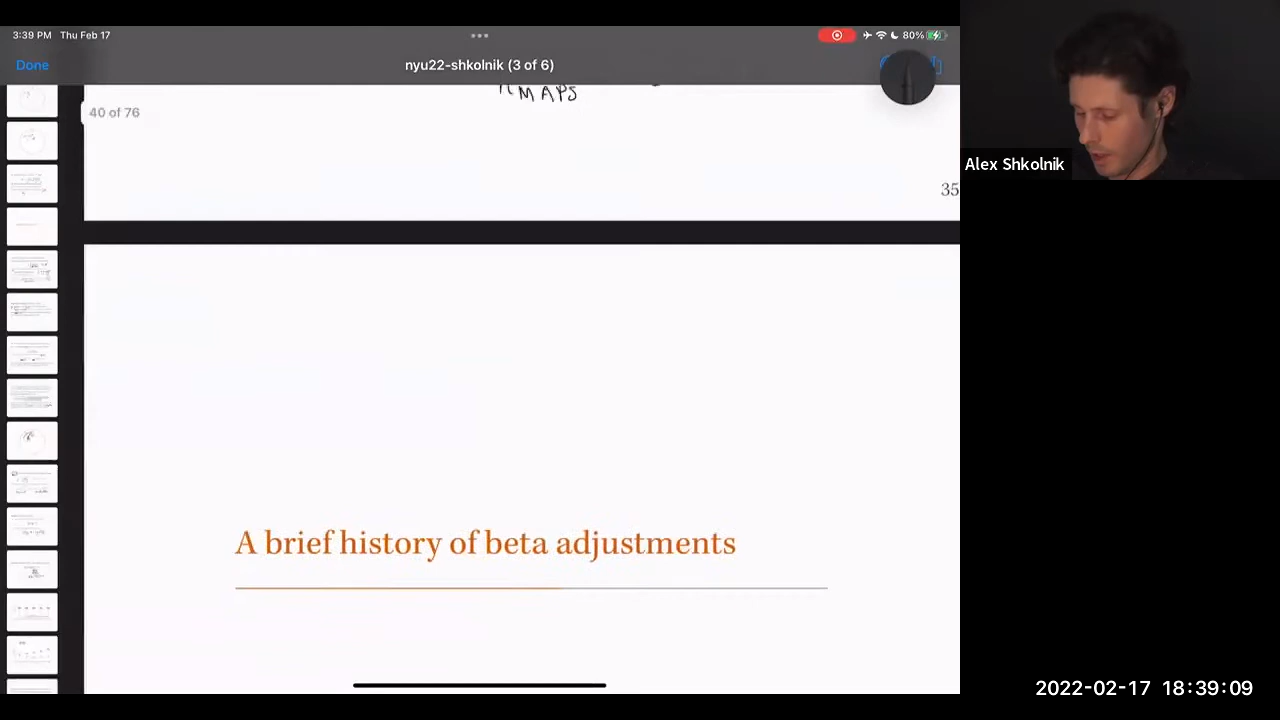 3:39 PM Thu Feb 17
80%
Done
nyu22-shkolnik (3 of 6)
40 of 76
MAPS
35
Alex Shkolnik
A brief history of beta adjustments
2022-02-17 18:39:09